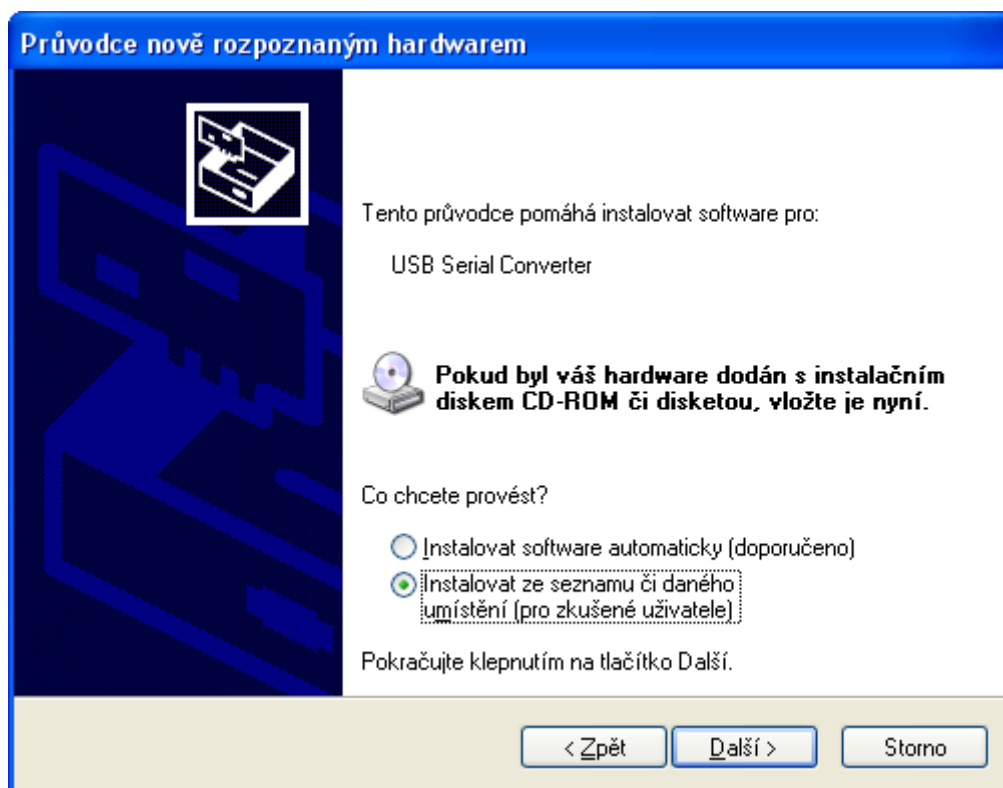 Průvodce nově rozpoznaným hardwarem
Tento průvodce pomáhá instalovat software pro:
USB Serial Converter
Pokud byl váš hardware dodán s instalačním
diskem CD-ROM či disketou, vložte je nyní.
Co chcete provést?
Instalovat software automaticky (doporučeno)
Instalovat ze seznamu či daného
umístění (pro zkušené uživatele)
Pokračujte klepnutím na tlačítko Další.
< Zpět
Další >
Storno